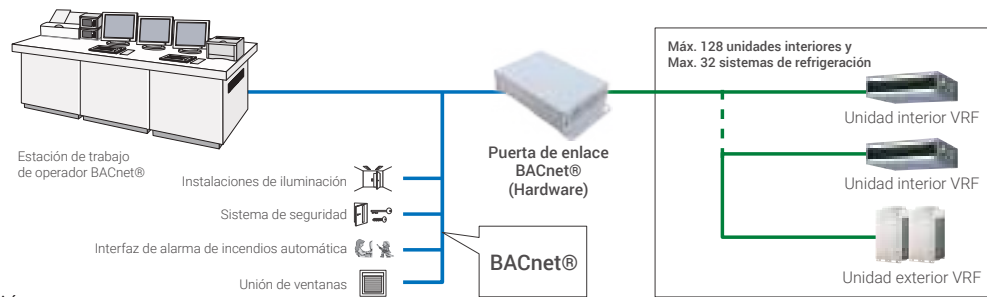 Máx. 128 unidades interiores y
Max. 32 sistemas de refrigeración
Unidad interior VRF
Unidad interior VRF
Unidad exterior VRF
Puerta de enlace
BACnet®
(Hardware)
Estación de trabajo
de operador BACnet®
Instalaciones de iluminación
Sistema de seguridad
Interfaz de alarma de incendios automática
Unión de ventanas
BACnet®